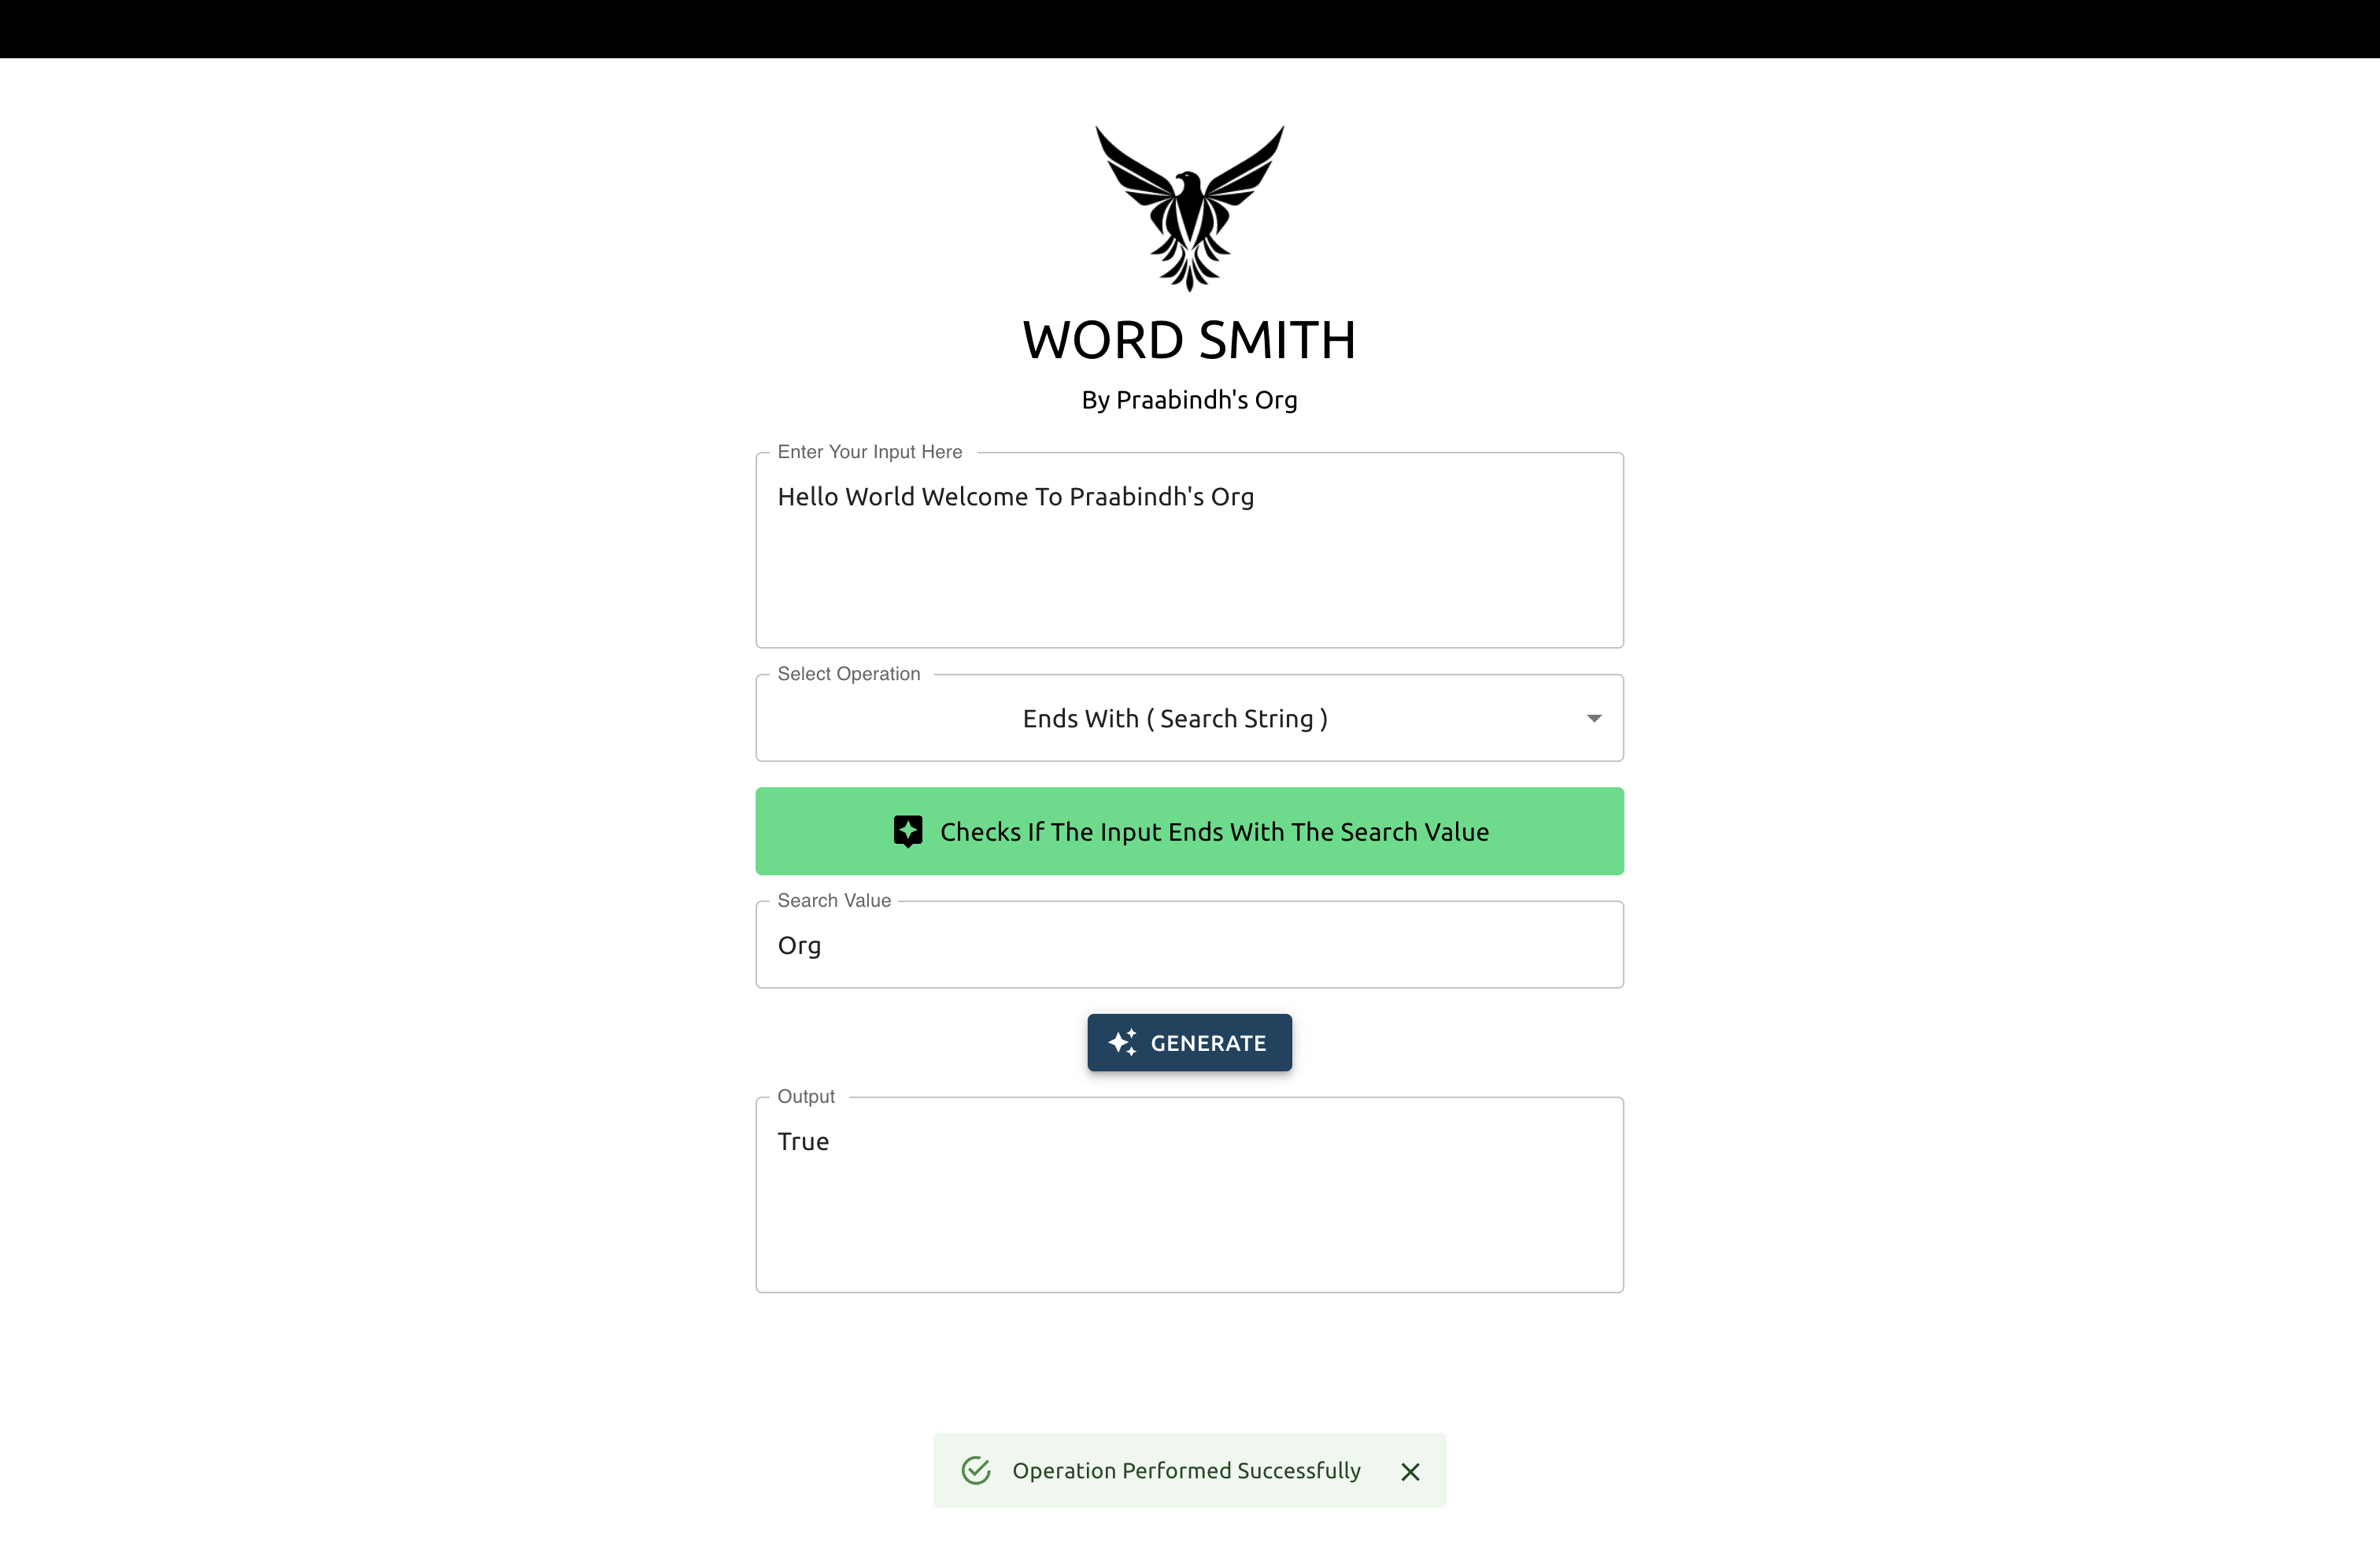 WORD SMITH
By Praabindh's Org
Enter Your Input Here
Hello World Welcome To Praabindh's Org
Select Operation
Ends With ( Search String )
Checks If The Input Ends With The Search Value
Search Value
Org
GENERATE
Output
True
Operation Performed Successfully